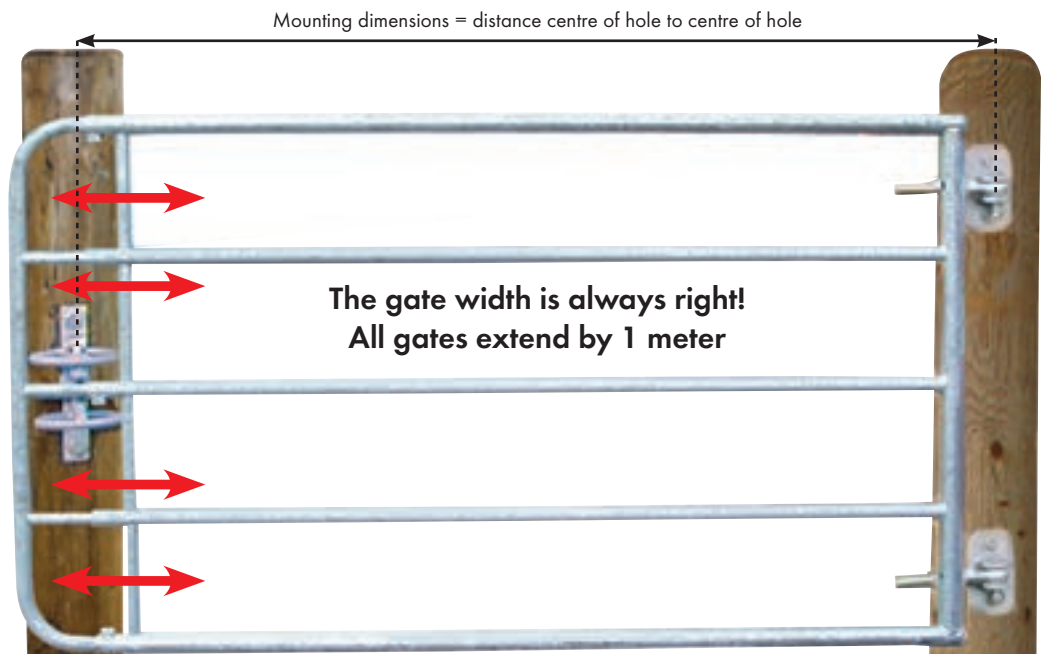 Mounting dimensions = distance centre of hole to centre of hole
The gate width is always right!
All gates extend by 1 meter